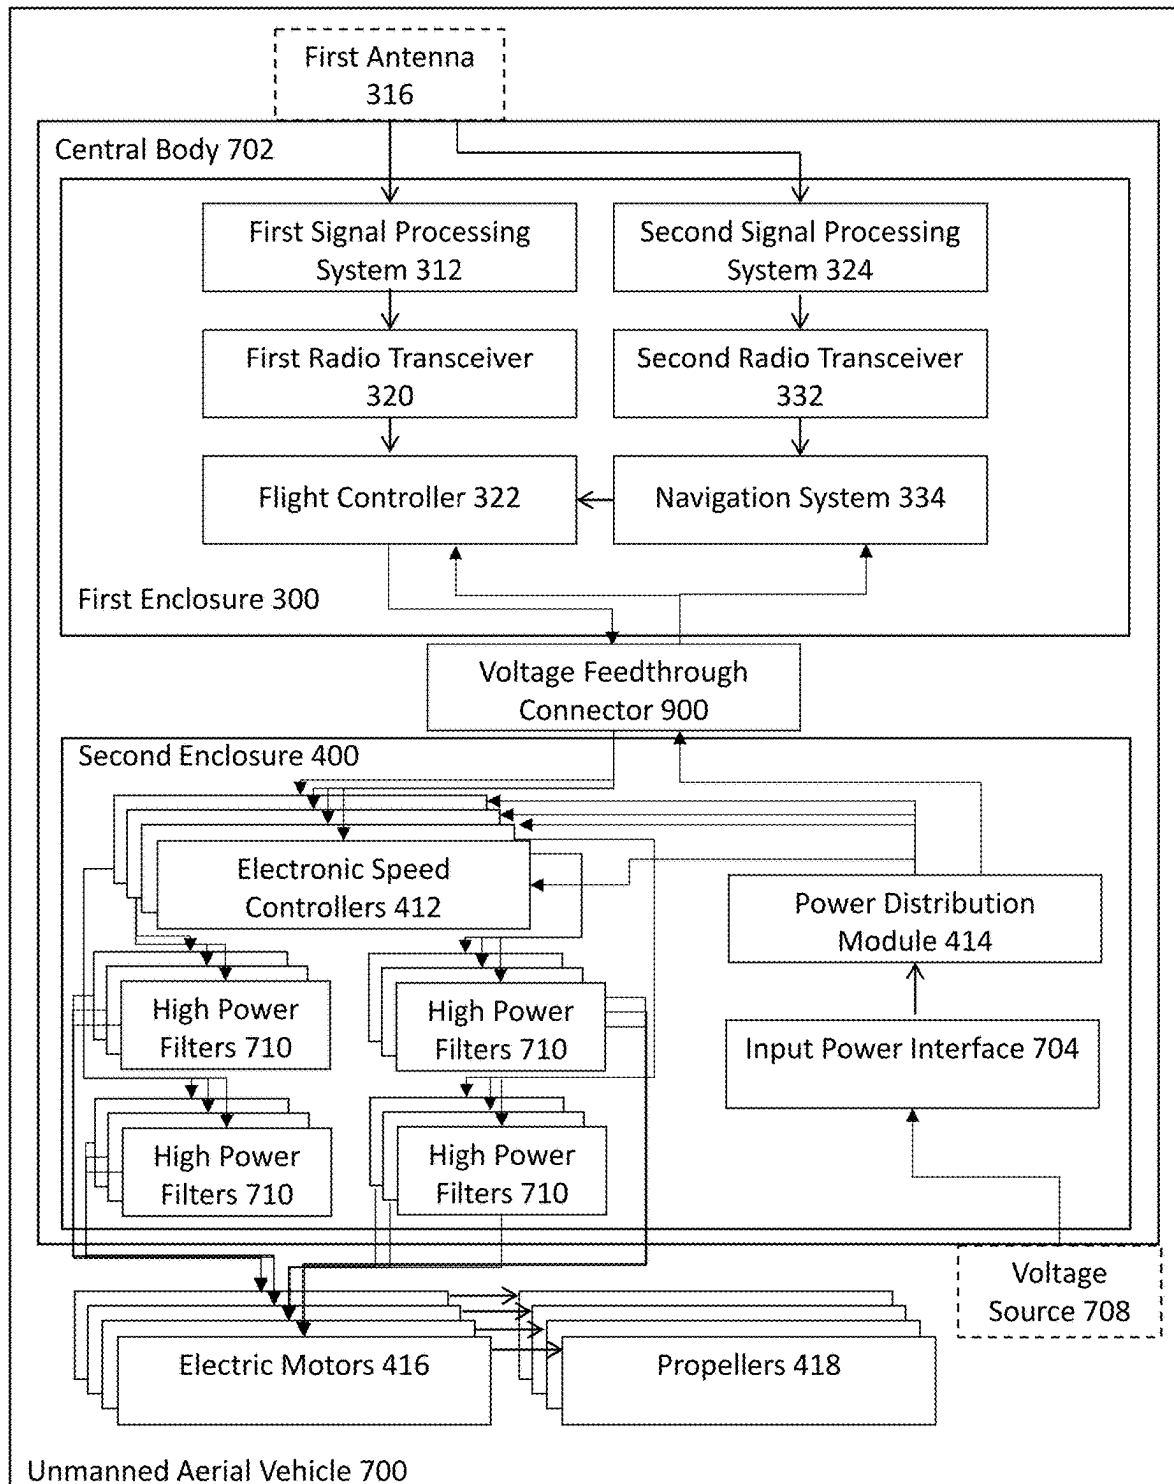 First Antenna
316
Central Body 702
First Signal Processing
System 312
Second Signal Processing
System 324
First Radio Transceiver
320
Second Radio Transceiver
332
Flight Controller 322
Navigation System 334
First Enclosure 300
Voltage Feedthrough
Connector 900
Second Enclosure 400
Electronic Speed
Controllers 412
Power Distribution
Module 414
High Power
Filters 710
High Power
Filters 710
Input Power Interface 704
High Power
Filters 710
High Power
Filters 710
Voltage
Source 708
Electric Motors 416
Propellers 418
Unmanned Aerial Vehicle 700